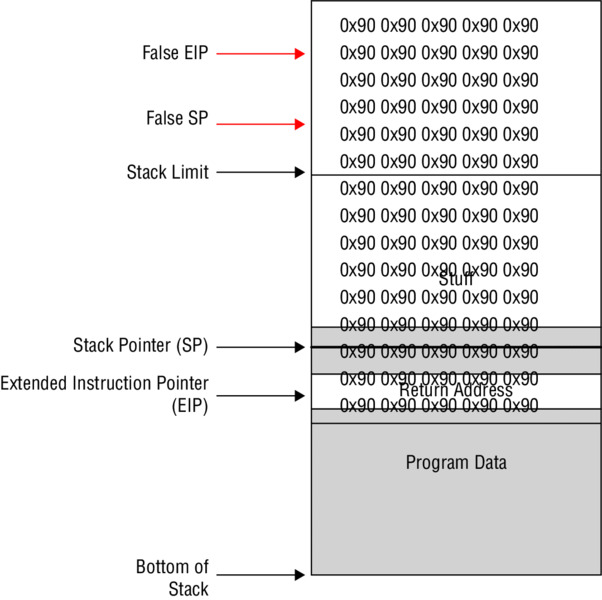 0x90 0x90 0x90 0x90 0x90
False EIP
0x90 0x90 0x90 0x90 0x90
0x90 0x90 0x90 0x90 0x90
0x90 0x90 0x90 0x90 0x90
False SP
0x90 0x90 0x90 0x90 0x90
0x90 0x90 0x90 0x90 0x90
Stack Limit
0x90 0x90 0x90 0x90 0x90
0x90 0x90 0x90 0x90 0x90
0x90 0x90 0x90 0x90 0x90
0x90 0x90 0x90 0x90 0x90
Stuff
0x90 0x90 0x90 0x90 0x90
0x90 0x90 0x90 0x90 0x90
Stack Pointer (SP)
0x90 0x90 0x90 0x90 0x90
Extended Instruction Pointer
(EIP)
0x90 0x90 0x90 0x90 0x90
Return Address
0x90 0x90 0x90 0x90 0x90
Program Data
Bottom of
Stack